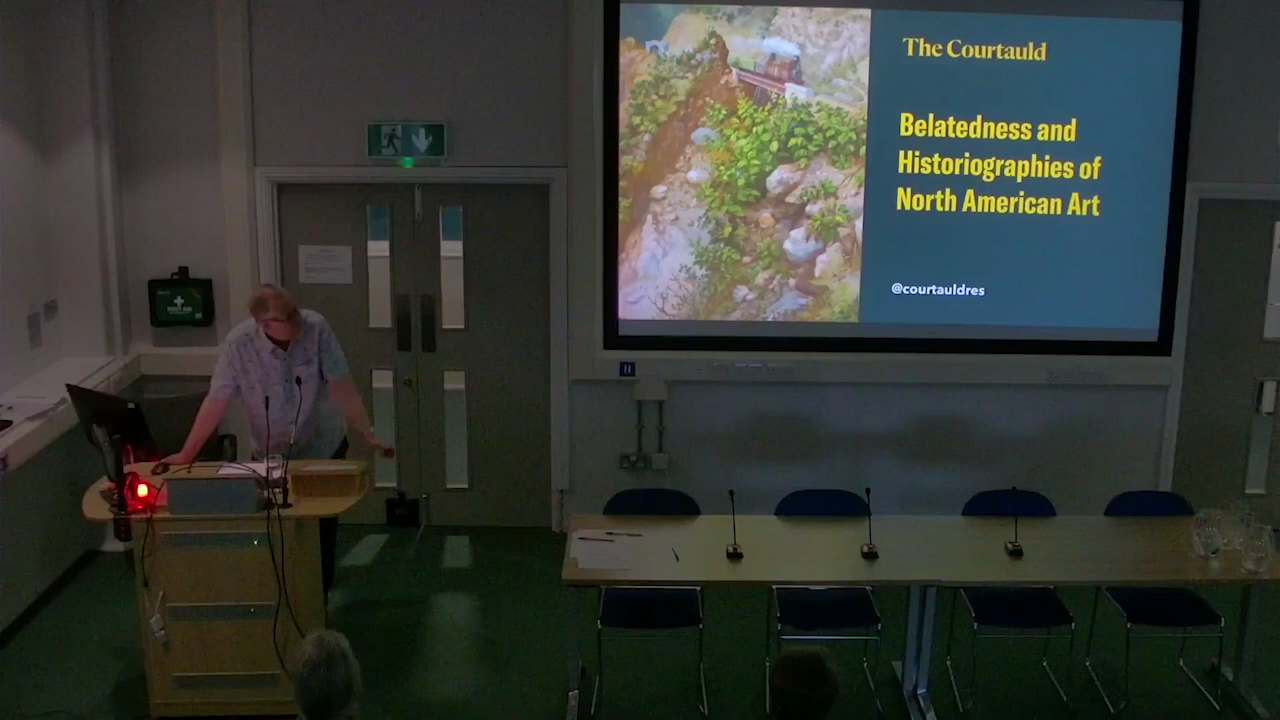 The Courtauld
Belatedness and
Historiographies of
North American Art
@courtauldres